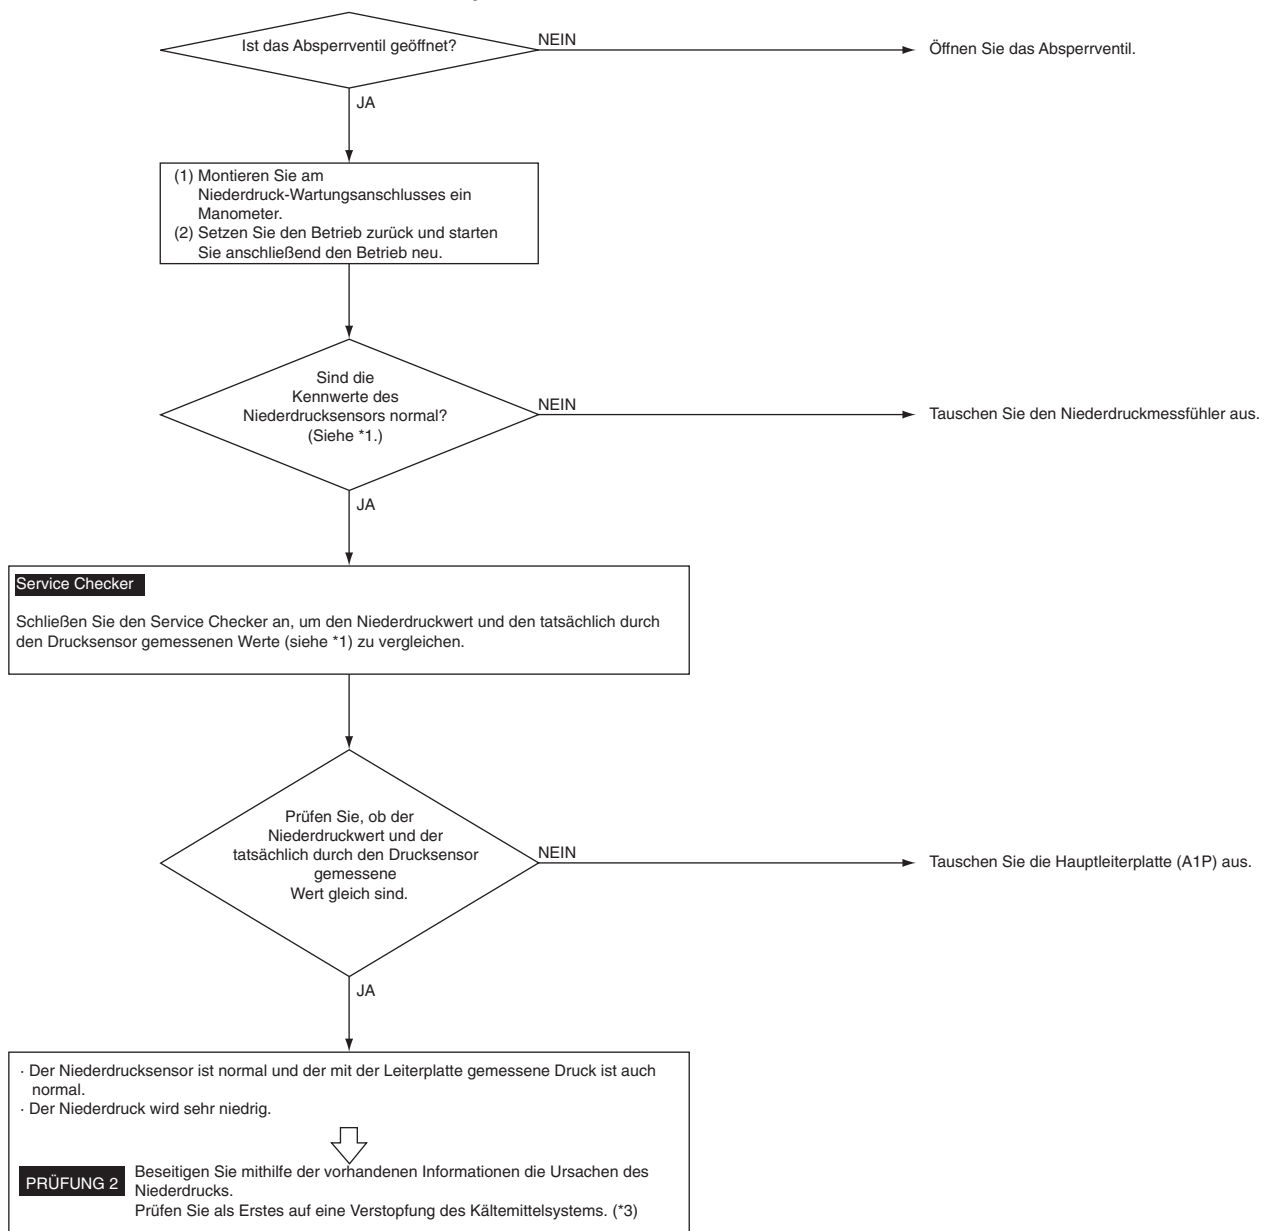 Ist das Absperrventil geöffnet?
NEIN
Öffnen Sie das Absperrventil.
JA
(1) Montieren Sie am
Niederdruck-Wartungsanschlusses ein
Manometer.
(2) Setzen Sie den Betrieb zurück und starten
Sie anschließend den Betrieb neu.
Sind die
Kennwerte des
Niederdrucksensors normal?
(Siehe *1.)
NEIN
Tauschen Sie den Niederdruckmessfühler aus.
JA
Service Checker
Schließen Sie den Service Checker an, um den Niederdruckwert und den tatsächlich durch
den Drucksensor gemessenen Werte (siehe *1) zu vergleichen.
Prüfen Sie, ob der
Niederdruckwert und der
tatsächlich durch den Drucksensor
gemessene
Wert gleich sind.
NEIN
Tauschen Sie die Hauptleiterplatte (A1P) aus.
JA
· Der Niederdrucksensor ist normal und der mit der Leiterplatte gemessene Druck ist auch
normal.
· Der Niederdruck wird sehr niedrig.
PRÜFUNG 2
Beseitigen Sie mithilfe der vorhandenen Informationen die Ursachen des
Niederdrucks.
Prüfen Sie als Erstes auf eine Verstopfung des Kältemittelsystems. (*3)